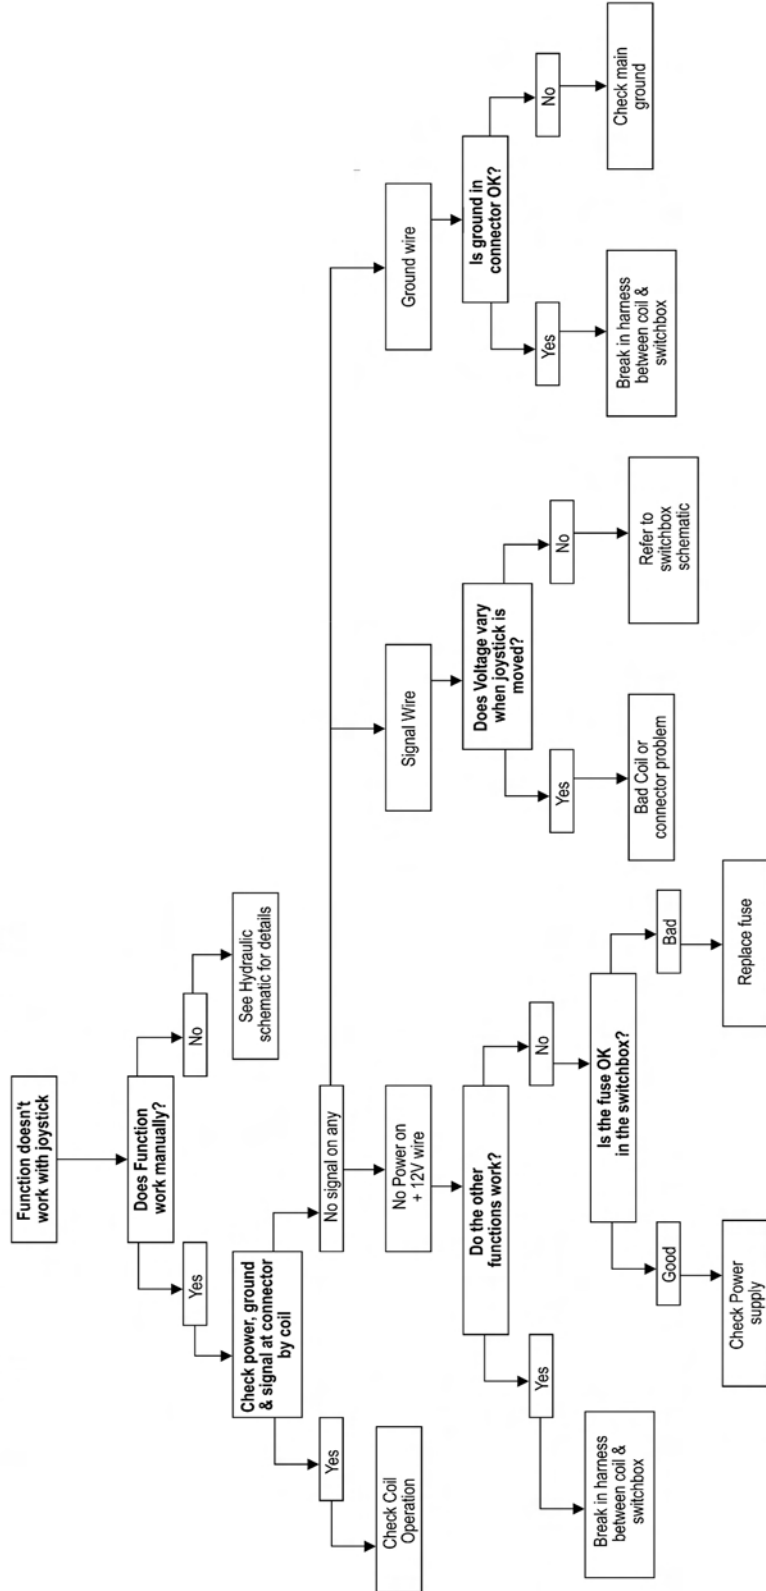 Function doesn't
work with joystick
Does Function
work manually?
Yes
No
Check power, ground
& signal at connector
by coil
See Hydraulic
schematic for details
Yes
No signal on any
Check Coil
Operation
No Power on
+ 12V wire
Signal Wire
Ground wire
Do the other
functions work?
Does Voltage vary
when joystick is
moved?
Is ground in
connector OK?
Yes
No
Yes
No
Yes
No
Break in harness
between coil &
switchbox
Is the fuse OK
in the switchbox?
Bad Coil or
connector problem
Refer to
switchbox
schematic
Break in harness
between coil &
switchbox
Check main
ground
Good
Bad
Check Power
supply
Replace fuse